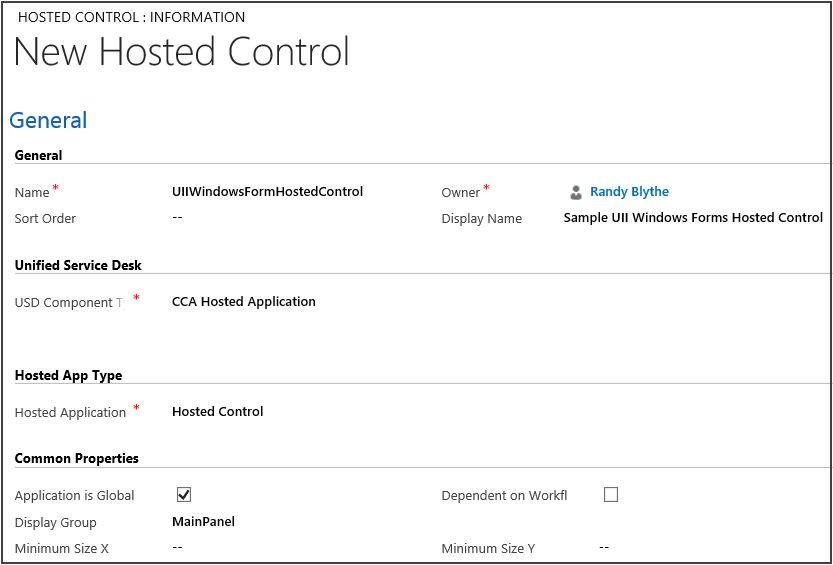 HOSTED CONTROL : INFORMATION
New Hosted Control
General
General
Name * UIIWindowsFormHostedControl Owner * Randy Blythe
Sort Order -- Display Name Sample UII Windows Forms Hosted Control
Unified Service Desk
USD Component T * CCA Hosted Application
Hosted App Type
Hosted Application * Hosted Control
Common Properties
Application is Global Dependent on Workfl
Display Group MainPanel
Minimum Size X -- Minimum Size Y --